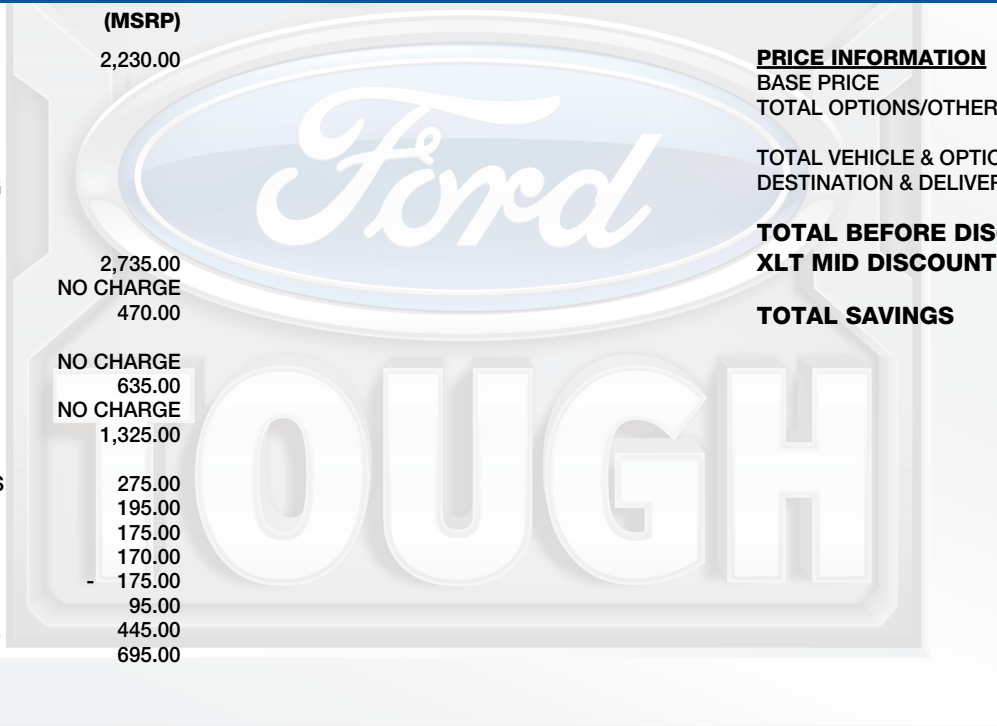 (MSRP)
2,230.00
2,735.00
NO CHARGE
470.00
NO CHARGE
635.00
NO CHARGE
1,325.00
S
275.00
195.00
175.00
170.00
- 175.00
95.00
445.00
695.00
PRICE INFORMATION
BASE PRICE
TOTAL OPTIONS/OTHER
TOTAL VEHICLE & OPTIO
DESTINATION & DELIVER
TOTAL BEFORE DIS
XLT MID DISCOUNT
TOTAL SAVINGS
Ford
TOUGH